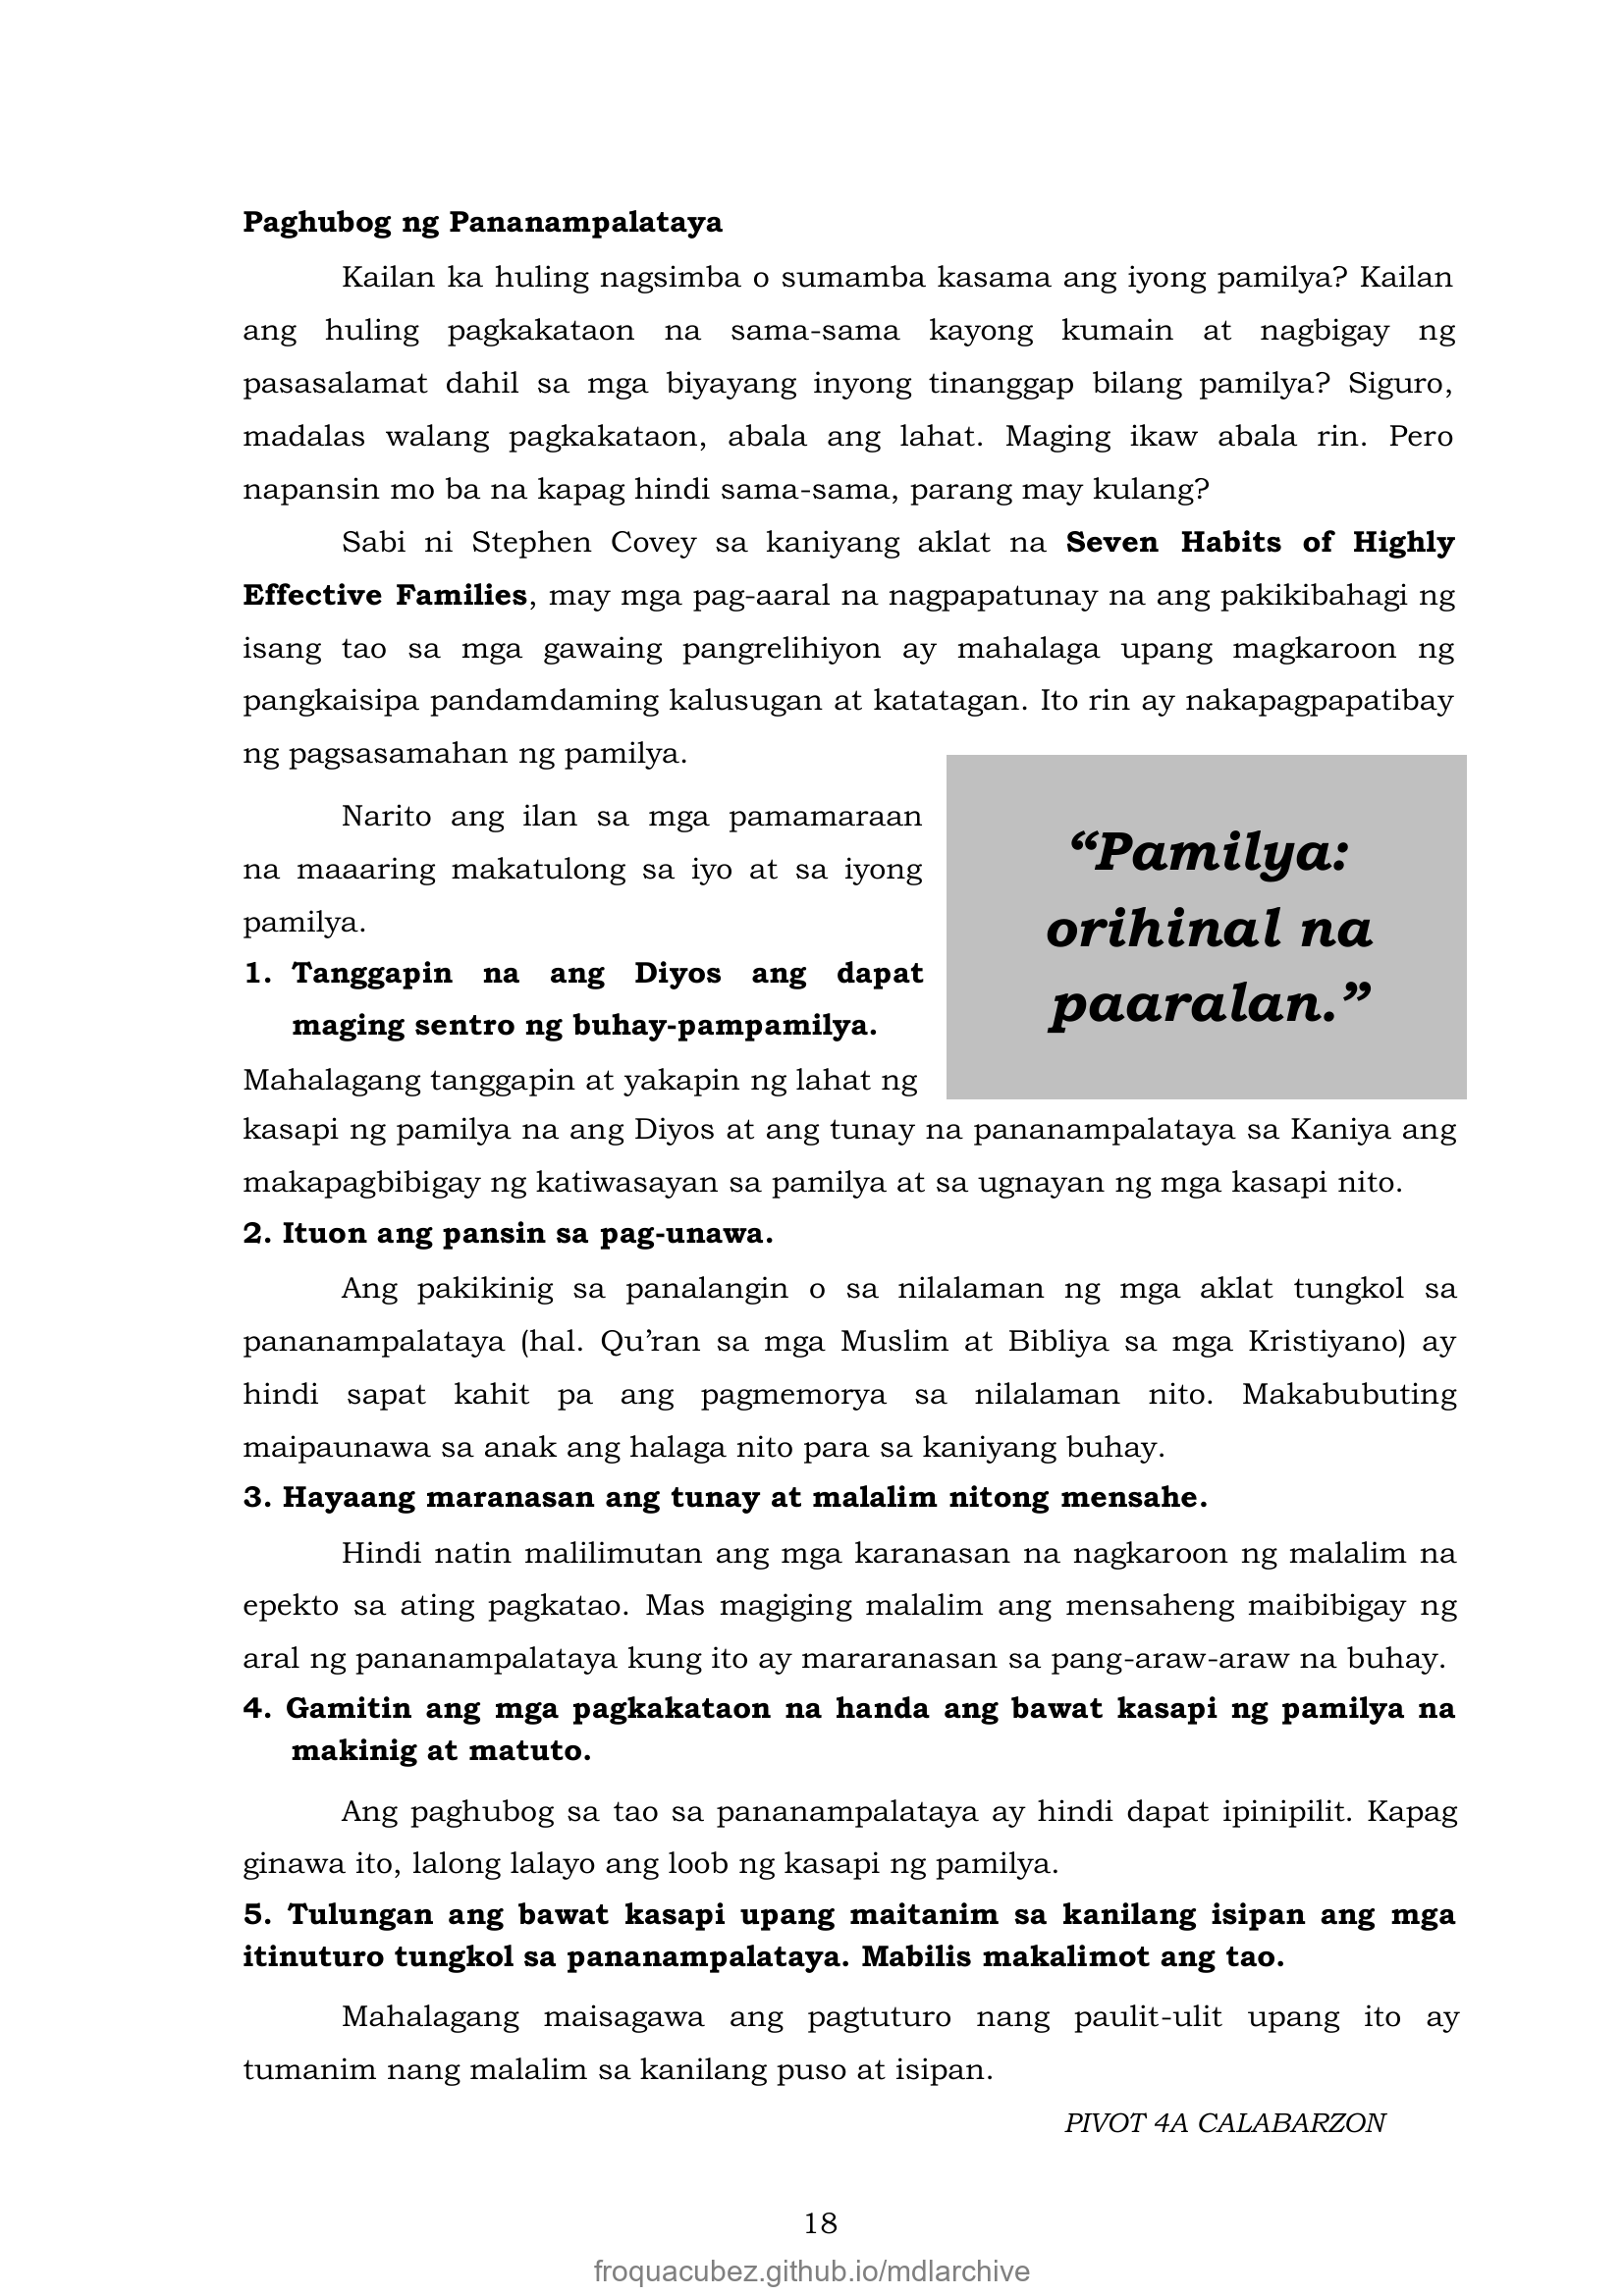 Paghubog ng Pananampalataya
Kailan ka huling nagsimba o sumamba kasama ang iyong pamilya? Kailan
ang huling pagkakataon na sama-sama kayong kumain at nagbigay ng
pasasalamat dahil sa mga biyayang inyong tinanggap bilang pamilya? Siguro,
madalas walang pagkakataon, abala ang lahat. Maging ikaw abala rin. Pero
napansin mo ba na kapag hindi sama-sama, parang may kulang?
Sabi ni Stephen Covey sa kaniyang aklat na Seven Habits of Highly
Effective Families, may mga pag-aaral na nagpapatunay na ang pakikibahagi ng
isang tao sa mga gawaing pangrelihiyon ay mahalaga upang magkaroon ng
pangkaisipa pandamdaming kalusugan at katatagan. Ito rin ay nakapagpapatibay
ng pagsasamahan ng pamilya.
Narito ang ilan sa mga pamamaraan
na maaaring makatulong sa iyo at sa iyong
pamilya.
1. Tanggapin na ang Diyos ang dapat
maging sentro ng buhay-pampamilya.
Mahalagang tanggapin at yakapin ng lahat ng
“Pamilya:
orihinal na
paaralan.”
kasapi ng pamilya na ang Diyos at ang tunay na pananampalataya sa Kaniya ang
makapagbibigay ng katiwasayan sa pamilya at sa ugnayan ng mga kasapi nito.
2. Ituon ang pansin sa pag-unawa.
Ang pakikinig sa panalangin o sa nilalaman ng mga aklat tungkol sa
pananampalataya (hal. Qu’ran sa mga Muslim at Bibliya sa mga Kristiyano) ay
hindi sapat kahit pa ang pagmemorya sa nilalaman nito. Makabubuting
maipaunawa sa anak ang halaga nito para sa kaniyang buhay.
3. Hayaang maranasan ang tunay at malalim nitong mensahe.
Hindi natin malilimutan ang mga karanasan na nagkaroon ng malalim na
epekto sa ating pagkatao. Mas magiging malalim ang mensaheng maibibigay ng
aral ng pananampalataya kung ito ay mararanasan sa pang-araw-araw na buhay.
4. Gamitin ang mga pagkakataon na handa ang bawat kasapi ng pamilya na
makinig at matuto.
Ang paghubog sa tao sa pananampalataya ay hindi dapat ipinipilit. Kapag
ginawa ito, lalong lalayo ang loob ng kasapi ng pamilya.
5. Tulungan ang bawat kasapi upang maitanim sa kanilang isipan ang mga
itinuturo tungkol sa pananampalataya. Mabilis makalimot ang tao.
Mahalagang maisagawa ang pagtuturo nang paulit-ulit upang ito ay
tumanim nang malalim sa kanilang puso at isipan.
PIVOT 4A CALABARZON
18
froquacubez.github.io/mdlarchive